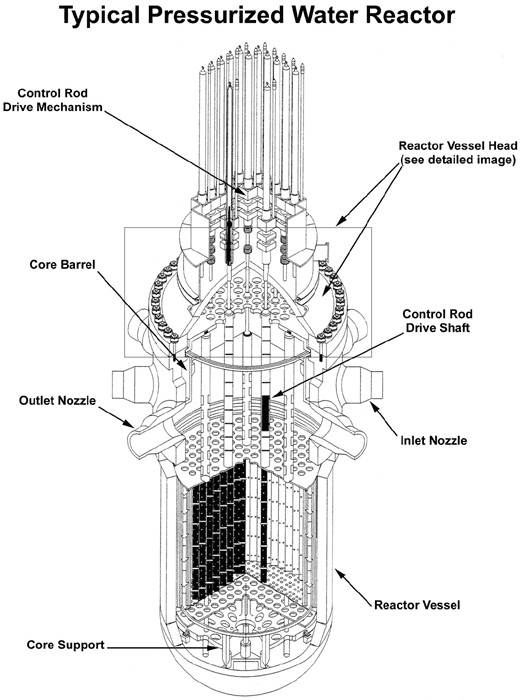 Typical Pressurized Water Reactor
Control Rod
Drive Mechanism
Reactor Vessel Head
(see detailed image)
Core Barrel
Control Rod
Drive Shaft
Outlet Nozzle
Inlet Nozzle
Reactor Vessel
Core Support